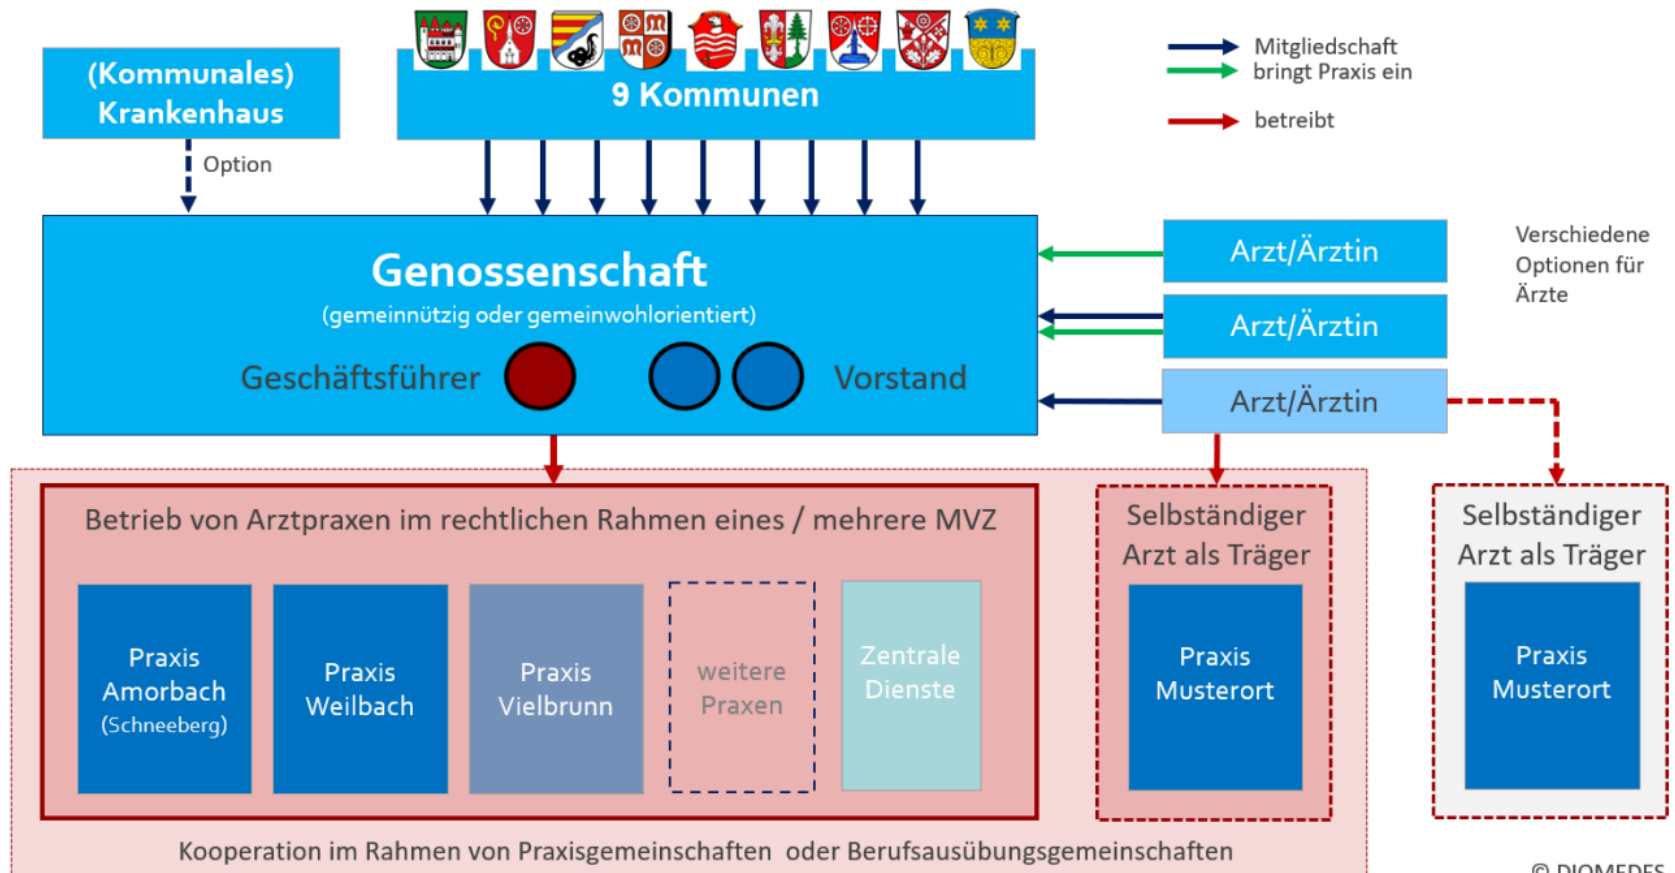 (Kommunales)
Krankenhaus
9 Kommunen
Mitgliedschaft
bringt Praxis ein
betreibt
Option
Genossenschaft
(gemeinnützig oder gemeinwohlorientiert)
Geschäftsführer
Vorstand
Arzt/Ärztin
Arzt/Ärztin
Arzt/Ärztin
Verschiedene
Optionen für
Ärzte
Betrieb von Arztpraxen im rechtlichen Rahmen eines / mehrere MVZ
Praxis
Amorbach
(Schneeberg)
Praxis
Weilbach
Praxis
Vielbrunn
weitere
Praxen
Zentrale
Dienste
Selbständiger
Arzt als Träger
Praxis
Musterort
Selbständiger
Arzt als Träger
Praxis
Musterort
Kooperation im Rahmen von Praxisgemeinschaften oder Berufsausübungsgemeinschaften
© DIOMEDES